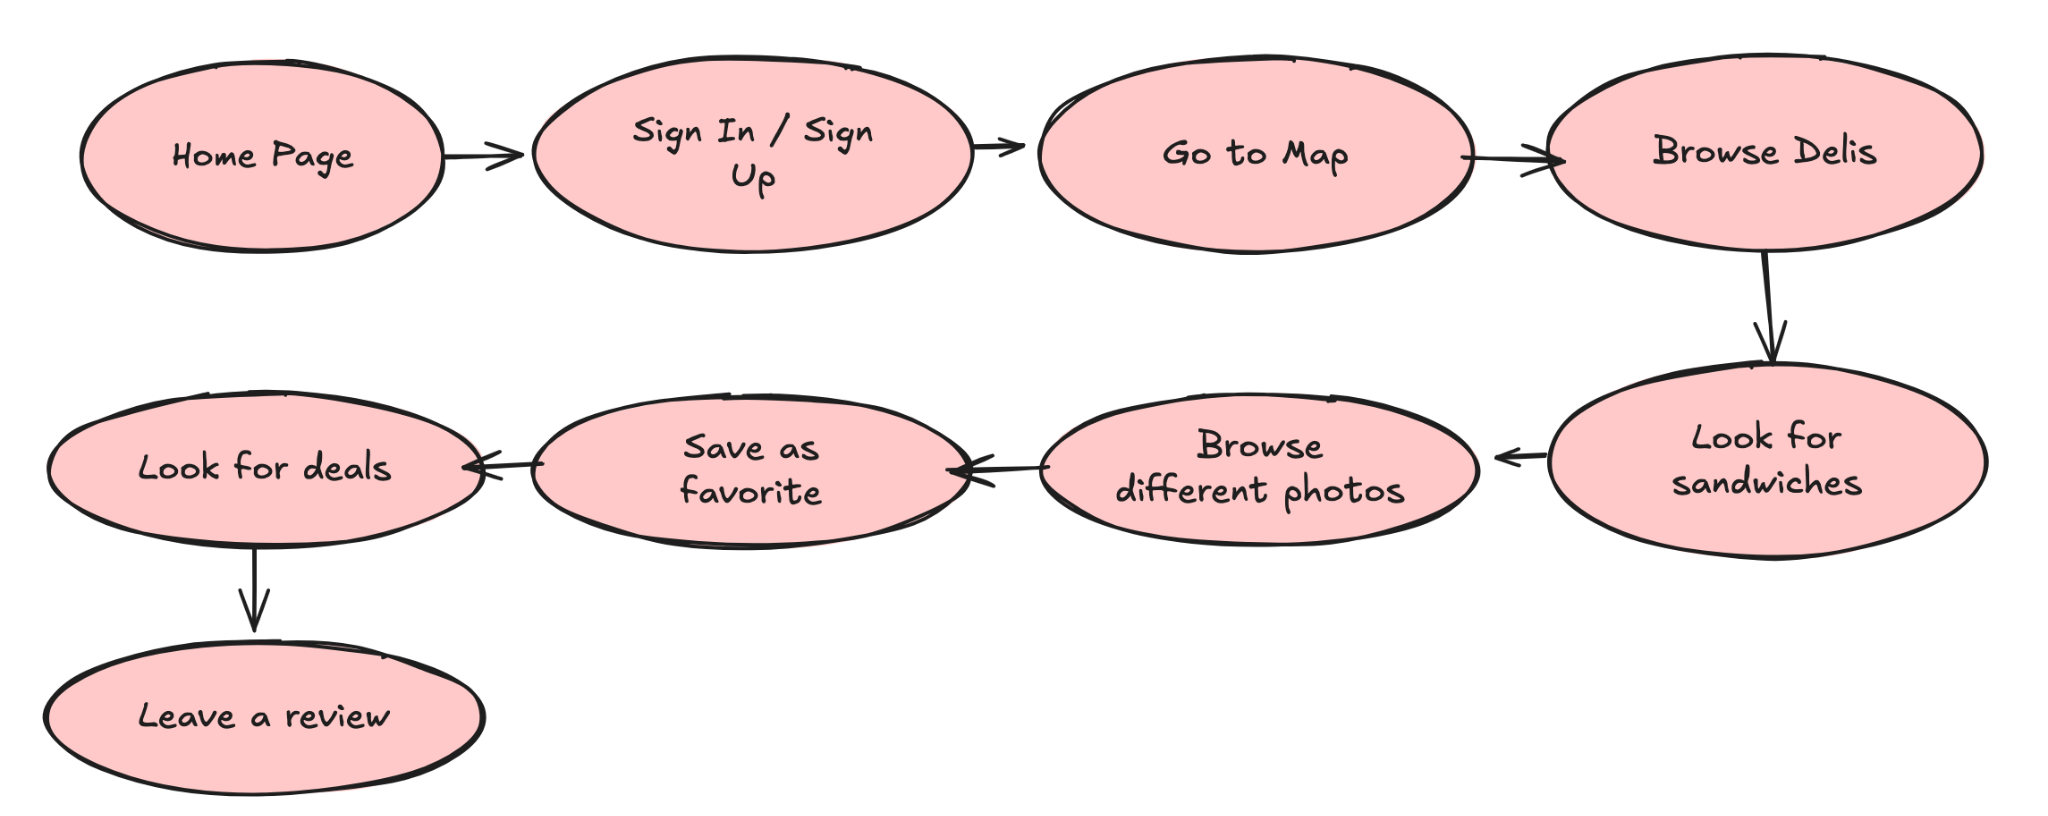 Home Page
Sign In / Sign
Up
Go to Map
Browse Delis
Look for
sandwiches
Browse
different photos
Save as
favorite
Look for deals
Leave a review